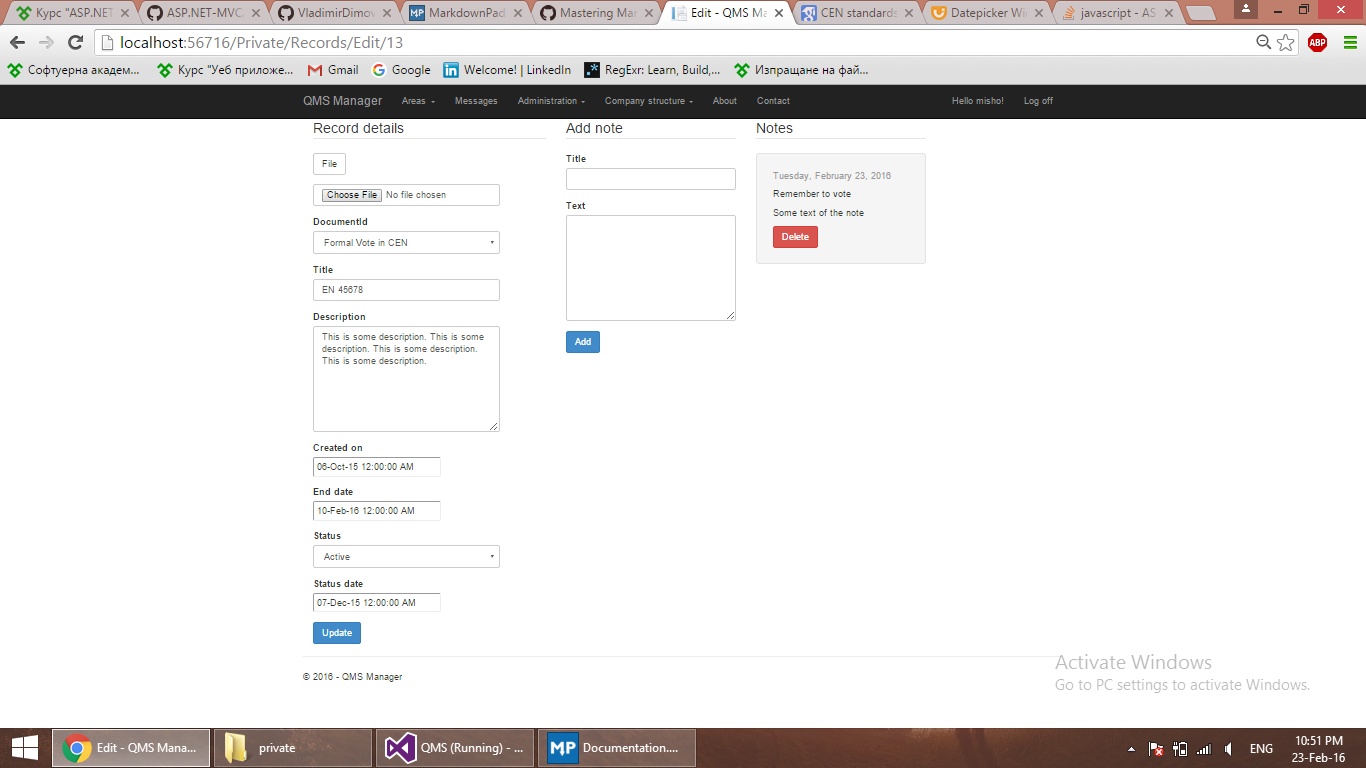 Курс "ASP.NET
ASP.NET-MVC
VladimirDimov
MarkdownPad
Mastering Mar
Edit - QMS Ma
CEN standards
Datepicker Wi
javascript - AS
localhost:56716/Private/Records/Edit/13
ABP
Софтуерна академ...
Курс "Уеб приложе...
Gmail
Google
Welcome! | LinkedIn
RegExr: Learn, Build,...
Изпращане на фай...
QMS Manager
Areas
Messages
Administration
Company structure
About
Contact
Hello misho!
Log off
Record details
File
Choose File No file chosen
DocumentId
Formal Vote in CEN
Title
EN 45678
Description
This is some description. This is some
description. This is some description.
This is some description.
Created on
06-Oct-15 12:00:00 AM
End date
10-Feb-16 12:00:00 AM
Status
Active
Status date
07-Dec-15 12:00:00 AM
Update
Add note
Title
Text
Add
Notes
Tuesday, February 23, 2016
Remember to vote
Some text of the note
Delete
© 2016 - QMS Manager
Activate Windows
Go to PC settings to activate Windows.
Edit - QMS Mana...
private
QMS (Running) - ...
MP
Documentation....
ENG
10:51 PM
23-Feb-16